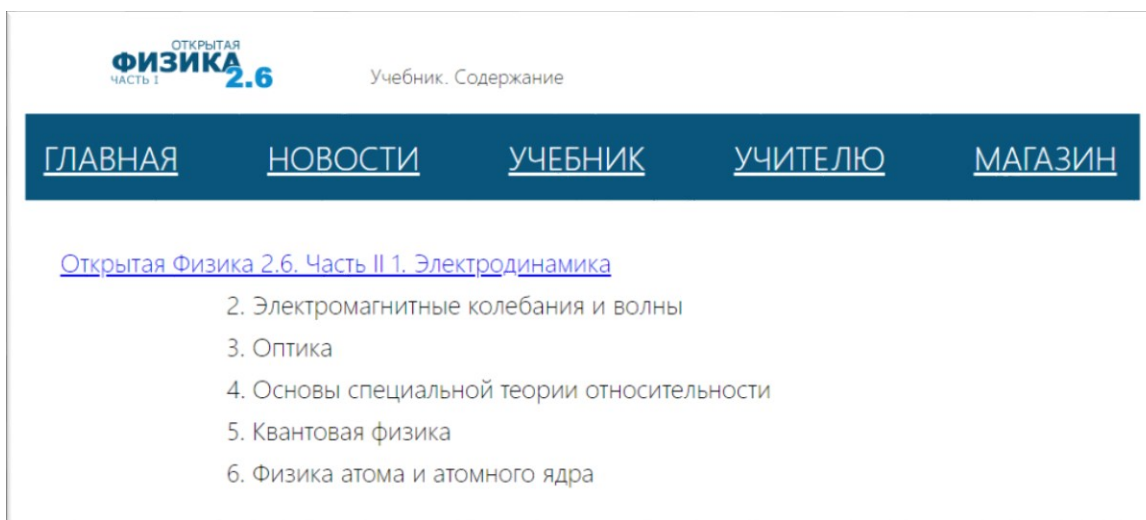 ОТКРЫТАЯ
ФИЗИКА
ЧАСТЬ I 2.6
Учебник. Содержание
ГЛАВНАЯ НОВОСТИ УЧЕБНИК УЧИТЕЛЮ МАГАЗИН
Открытая Физика 2.6. Часть II 1. Электродинамика
2. Электромагнитные колебания и волны
3. Оптика
4. Основы специальной теории относительности
5. Квантовая физика
6. Физика атома и атомного ядра